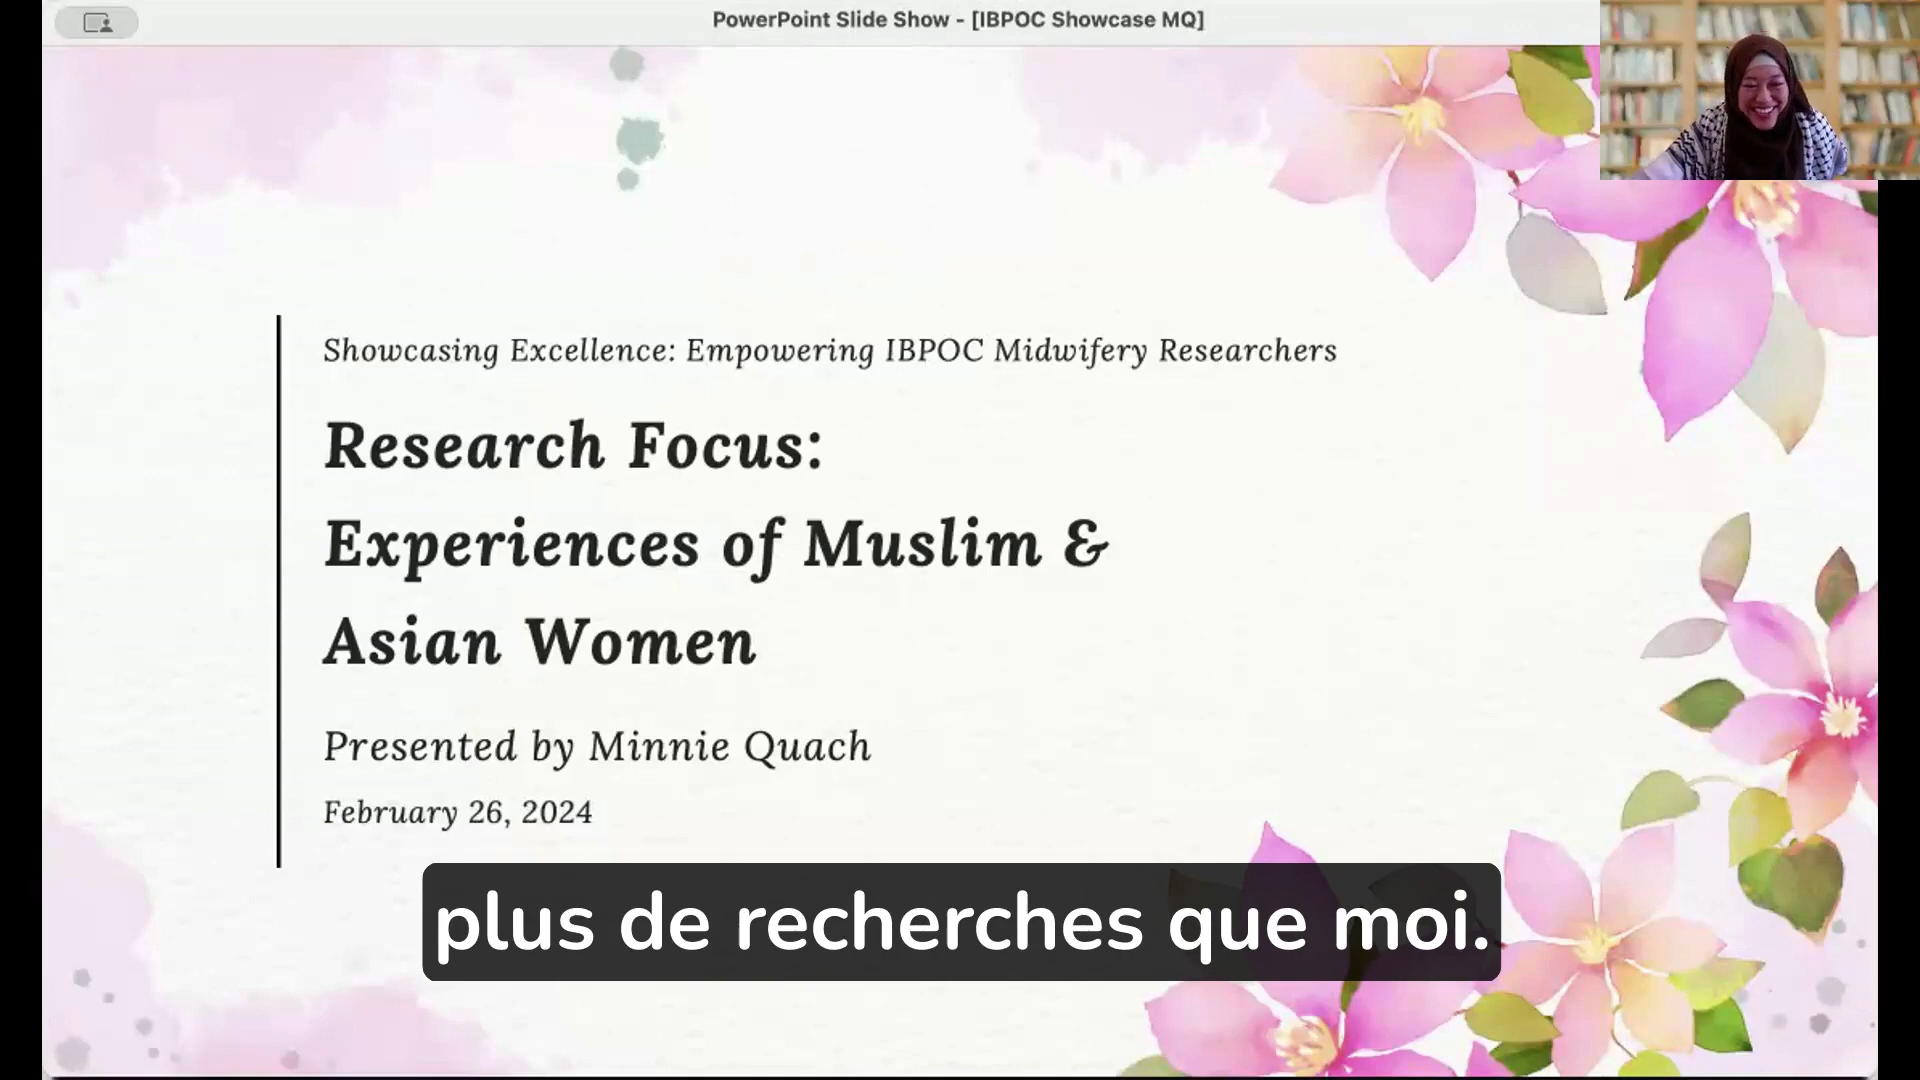 PowerPoint Slide Show - [IBPOC Showcase MQ]
Showcasing Excellence: Empowering IBPOC Midwifery Researchers
Research Focus:
Experiences of Muslim &
Asian Women
Presented by Minnie Quach
February 26, 2024
plus de recherches que moi.